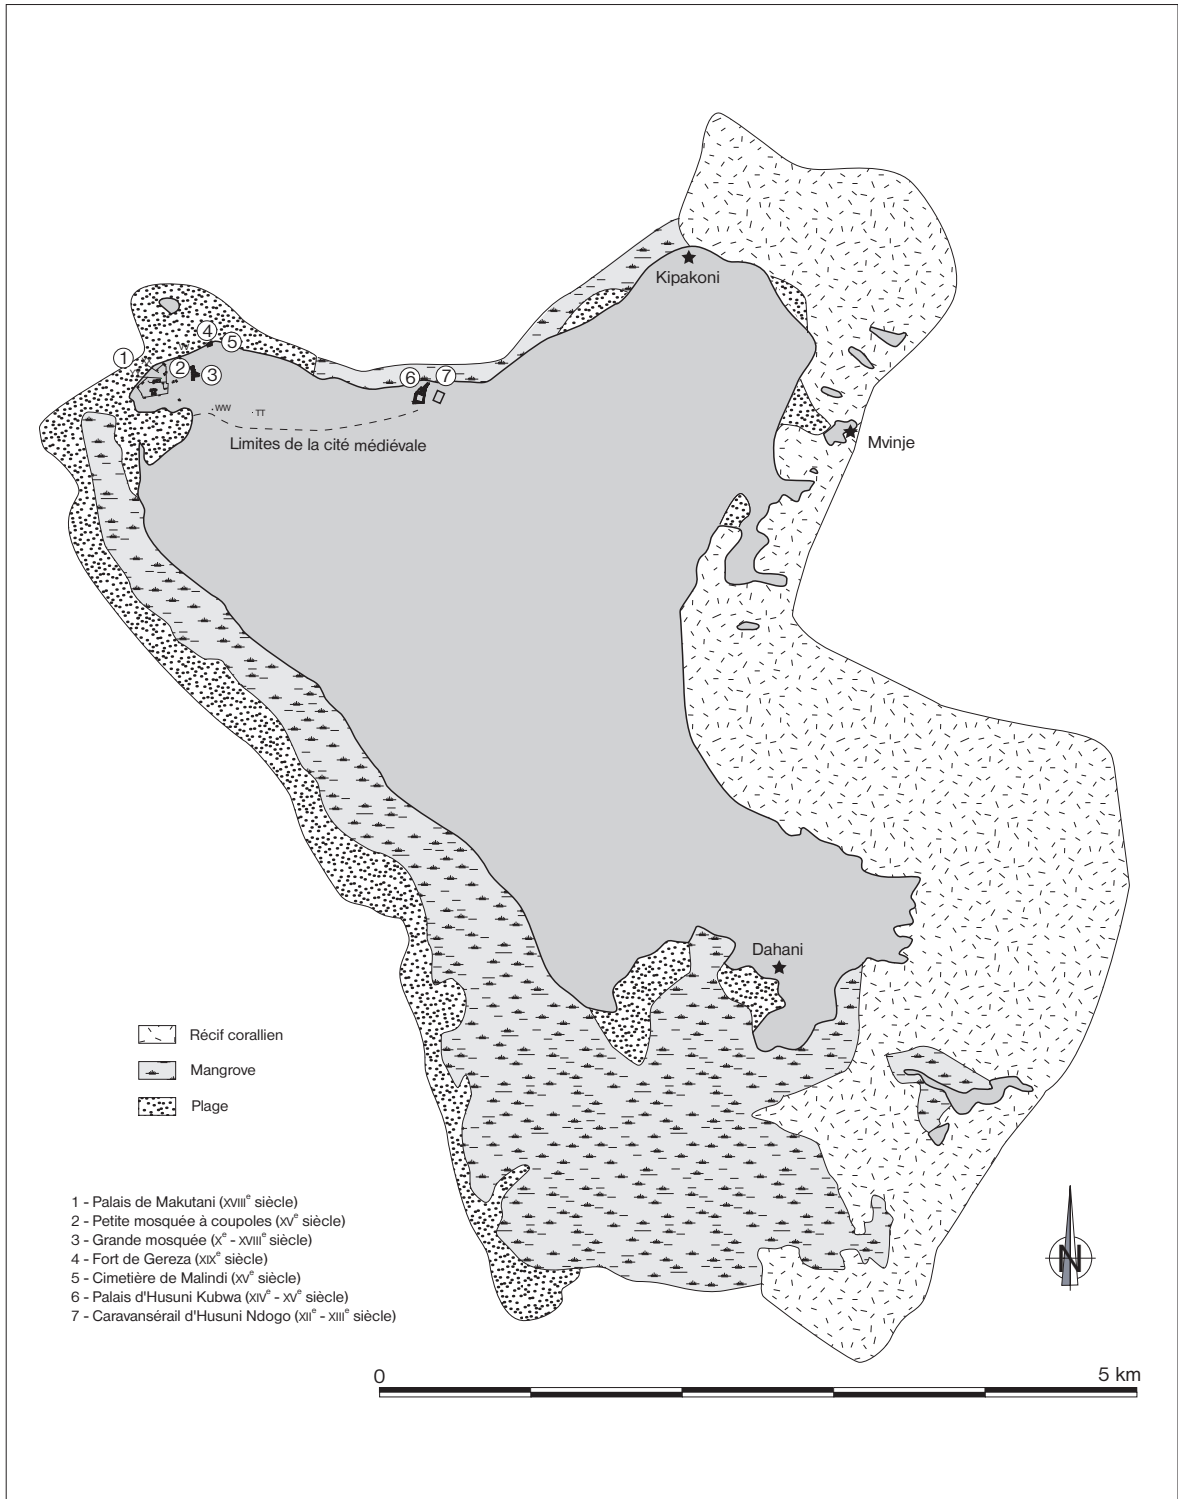 Kipakoni
4
5
1
2
3
6
7
WW
TT
Limites de la cité médiévale
Mvinje
Dahani
Récif corallien
Mangrove
Plage
1 - Palais de Makutani (XVIIIe siècle)
2 - Petite mosquée à coupoles (XVe siècle)
3 - Grande mosquée (Xe - XVIIIe siècle)
4 - Fort de Gereza (XIXe siècle)
5 - Cimetière de Malindi (XVe siècle)
6 - Palais d'Husuni Kubwa (XIVe - XVe siècle)
7 - Caravansérail d'Husuni Ndogo (XIIe - XIIIe siècle)
N
0
5 km